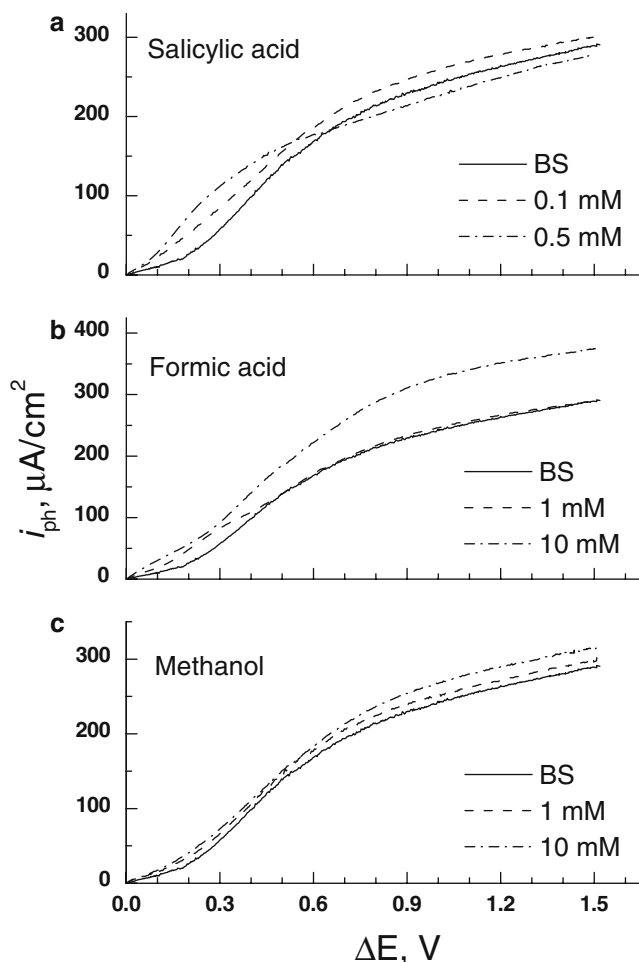 a
Salicylic acid
300
200
100
0
BS
0.1 mM
0.5 mM
b
Formic acid
400
300
200
100
0
BS
1 mM
10 mM
i_ph, µA/cm²
c
Methanol
300
200
100
0
BS
1 mM
10 mM
0.0 0.3 0.6 0.9 1.2 1.5
ΔE, V